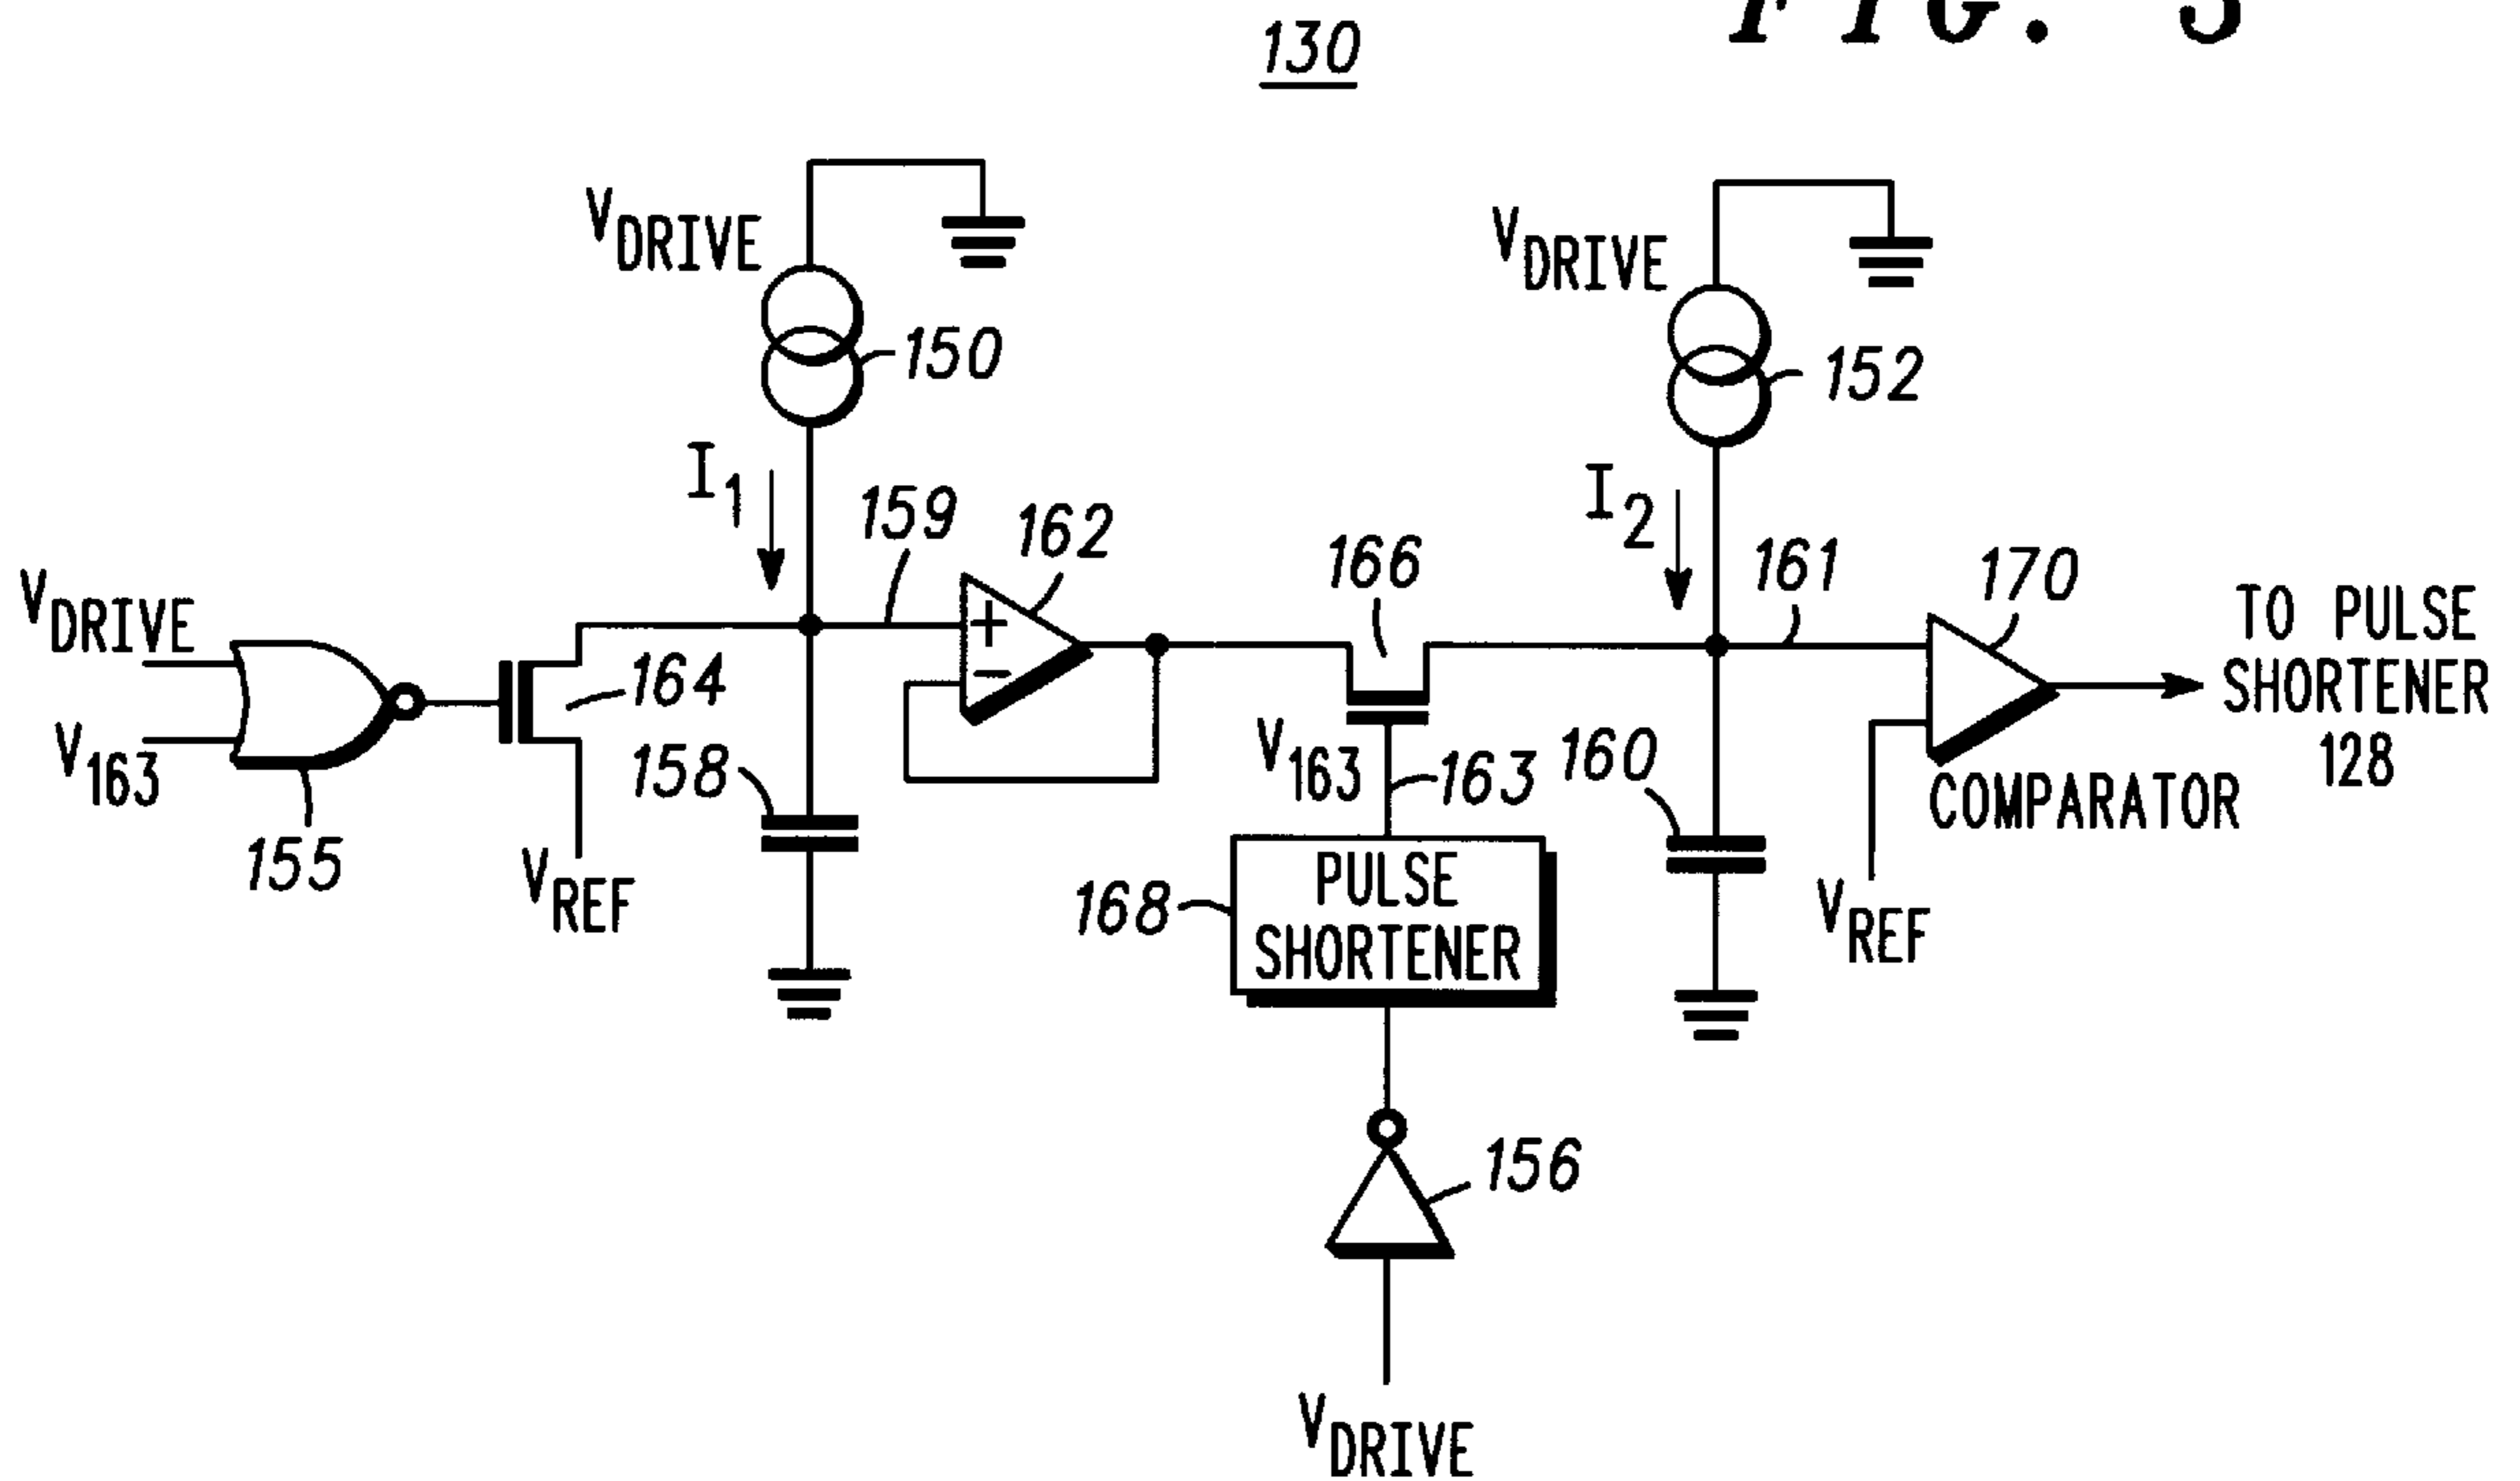 130
FIG. 3
VDRIVE
150
I1
159
162
VDRIVE
152
I2
161
170
166
VDRIVE
V163
155
164
158
VREF
V163
163
160
168
PULSE
SHORTENER
TO PULSE
SHORTENER
128
COMPARATOR
VREF
156
VDRIVE